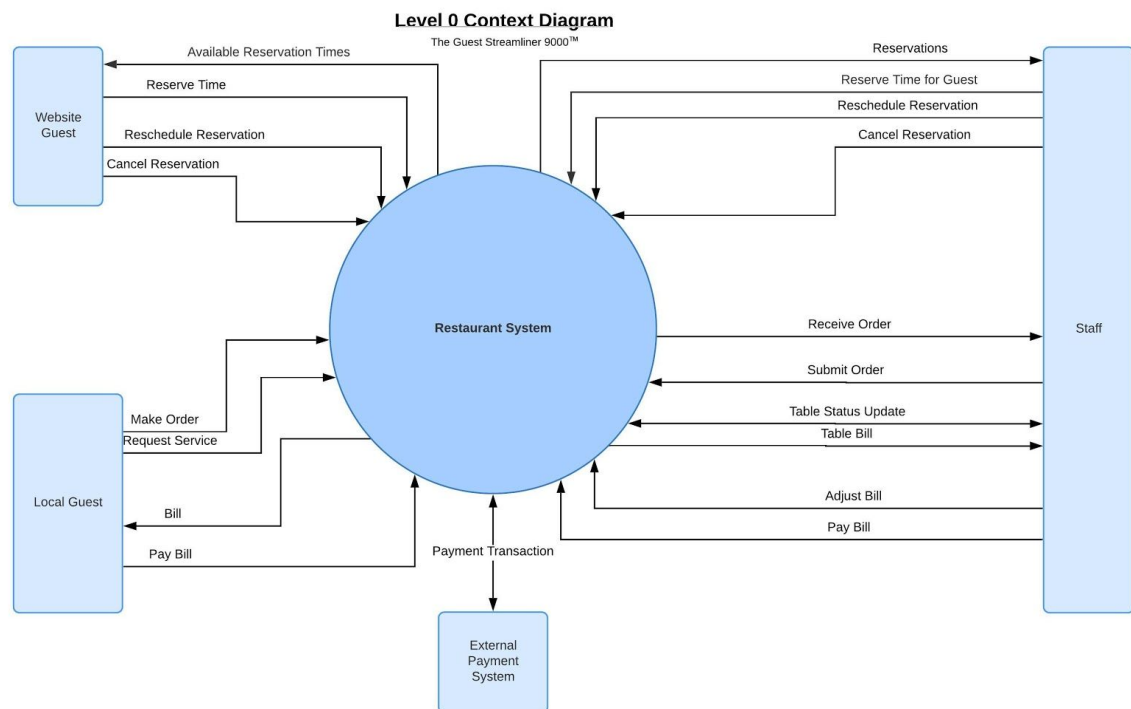 Level 0 Context Diagram
The Guest Streamliner 9000™
Available Reservation Times
Reserve Time
Website
Guest
Reschedule Reservation
Cancel Reservation
Reservations
Reserve Time for Guest
Reschedule Reservation
Cancel Reservation
Restaurant System
Staff
Receive Order
Submit Order
Table Status Update
Table Bill
Adjust Bill
Pay Bill
Make Order
Request Service
Local Guest
Bill
Pay Bill
Payment Transaction
External
Payment
System